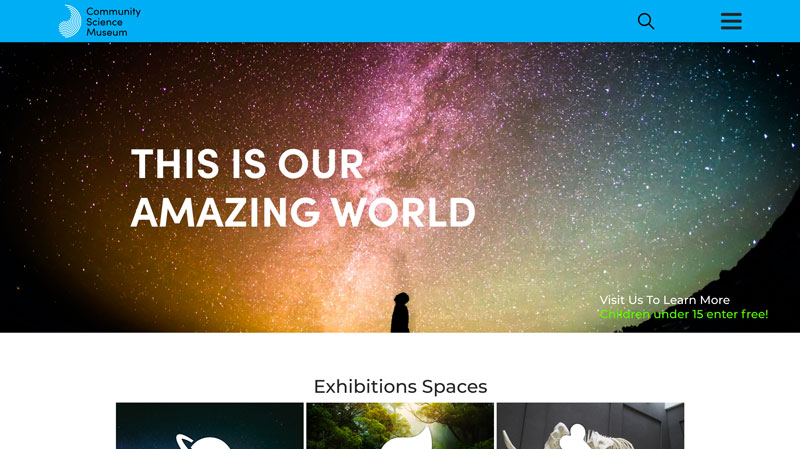 Community
Science
Museum
THIS IS OUR
AMAZING WORLD
Visit Us To Learn More
Children under 15 enter free!
Exhibitions Spaces